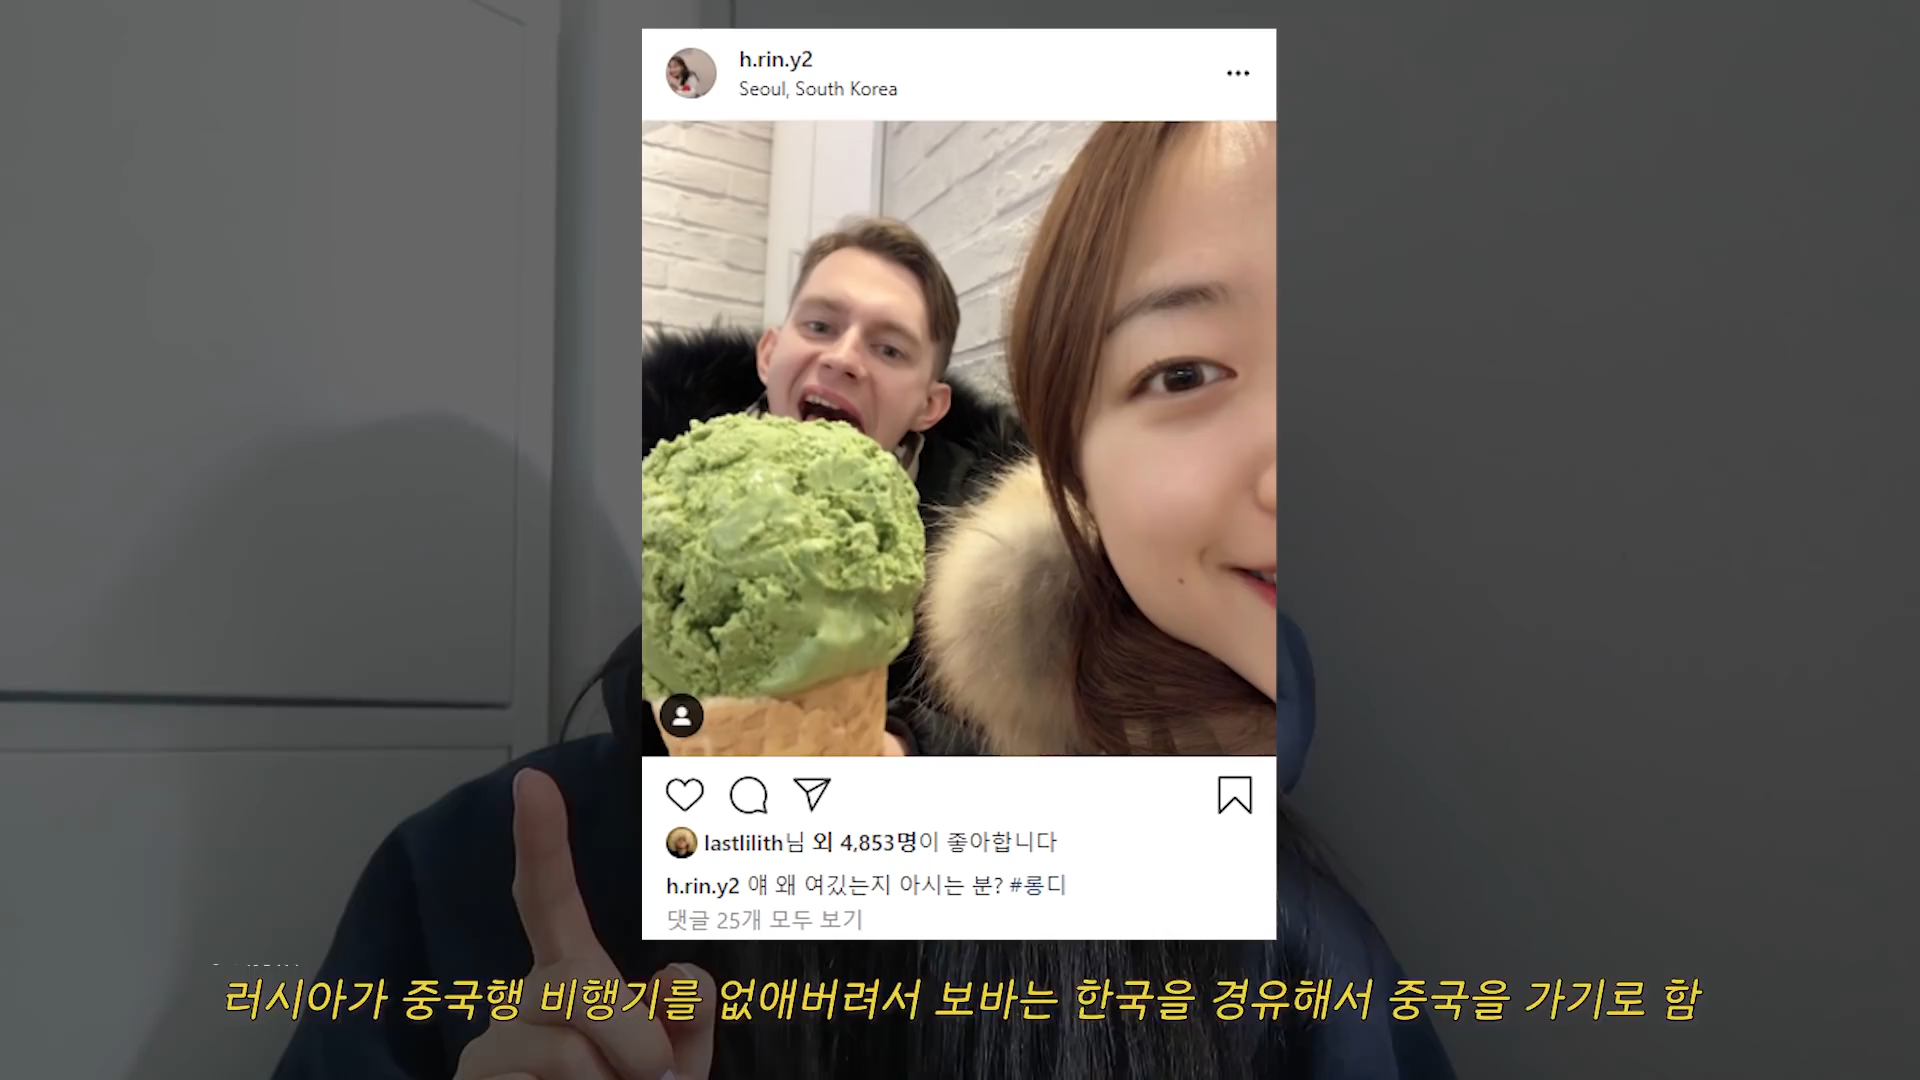 h.rin.y2
Seoul, South Korea
lastlilith님 외 4,853명이 좋아합니다
h.rin.y2 얘 왜 여깄는지 아시는 분? #롱디
댓글 25개 모두 보기
러시아가 중국행 비행기를 없애버려서 보바는 한국을 경유해서 중국을 가기로 함